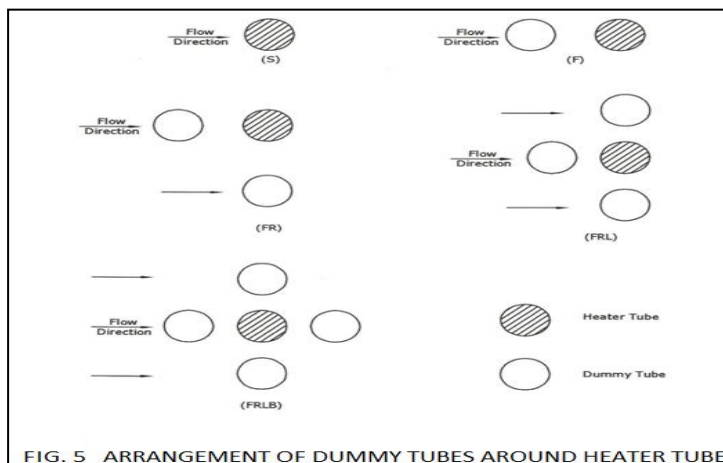 Flow
Direction
(S)
Flow
Direction
(F)
Flow
Direction
(FR)
Flow
Direction
(FRL)
Flow
Direction
(FRLB)
Heater Tube
Dummy Tube
FIG. 5 ARRANGEMENT OF DUMMY TUBES AROUND HEATER TUBE